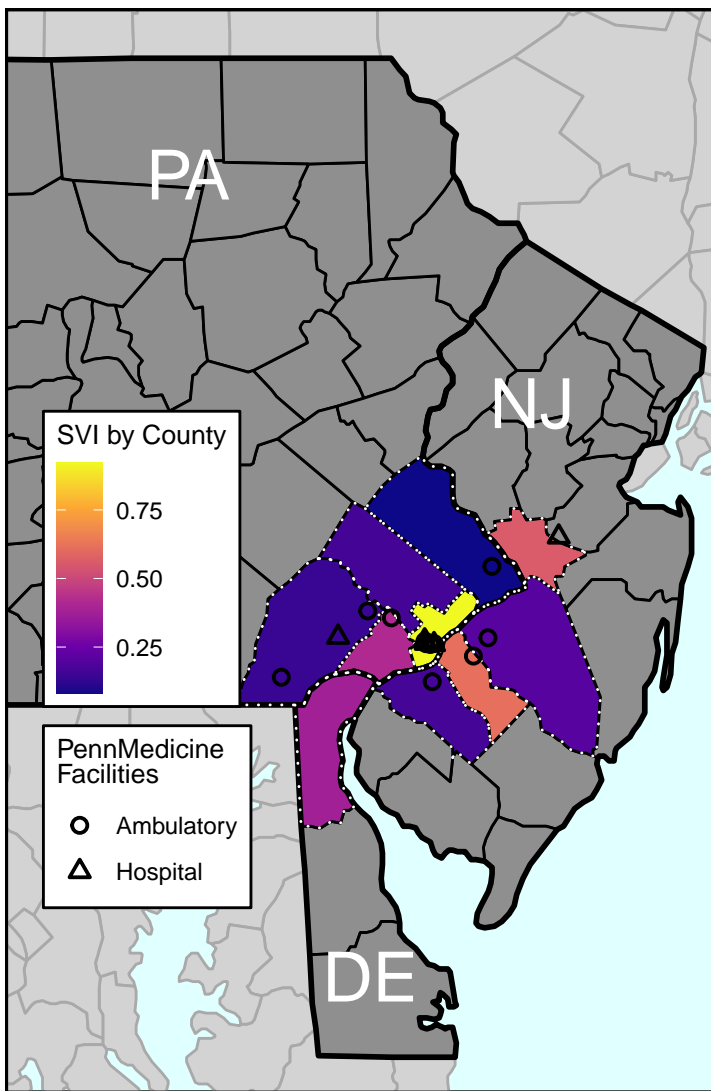 PA
NJ
SVI by County
0.75
0.50
0.25
PennMedicine
Facilities
Ambulatory
Hospital
DE